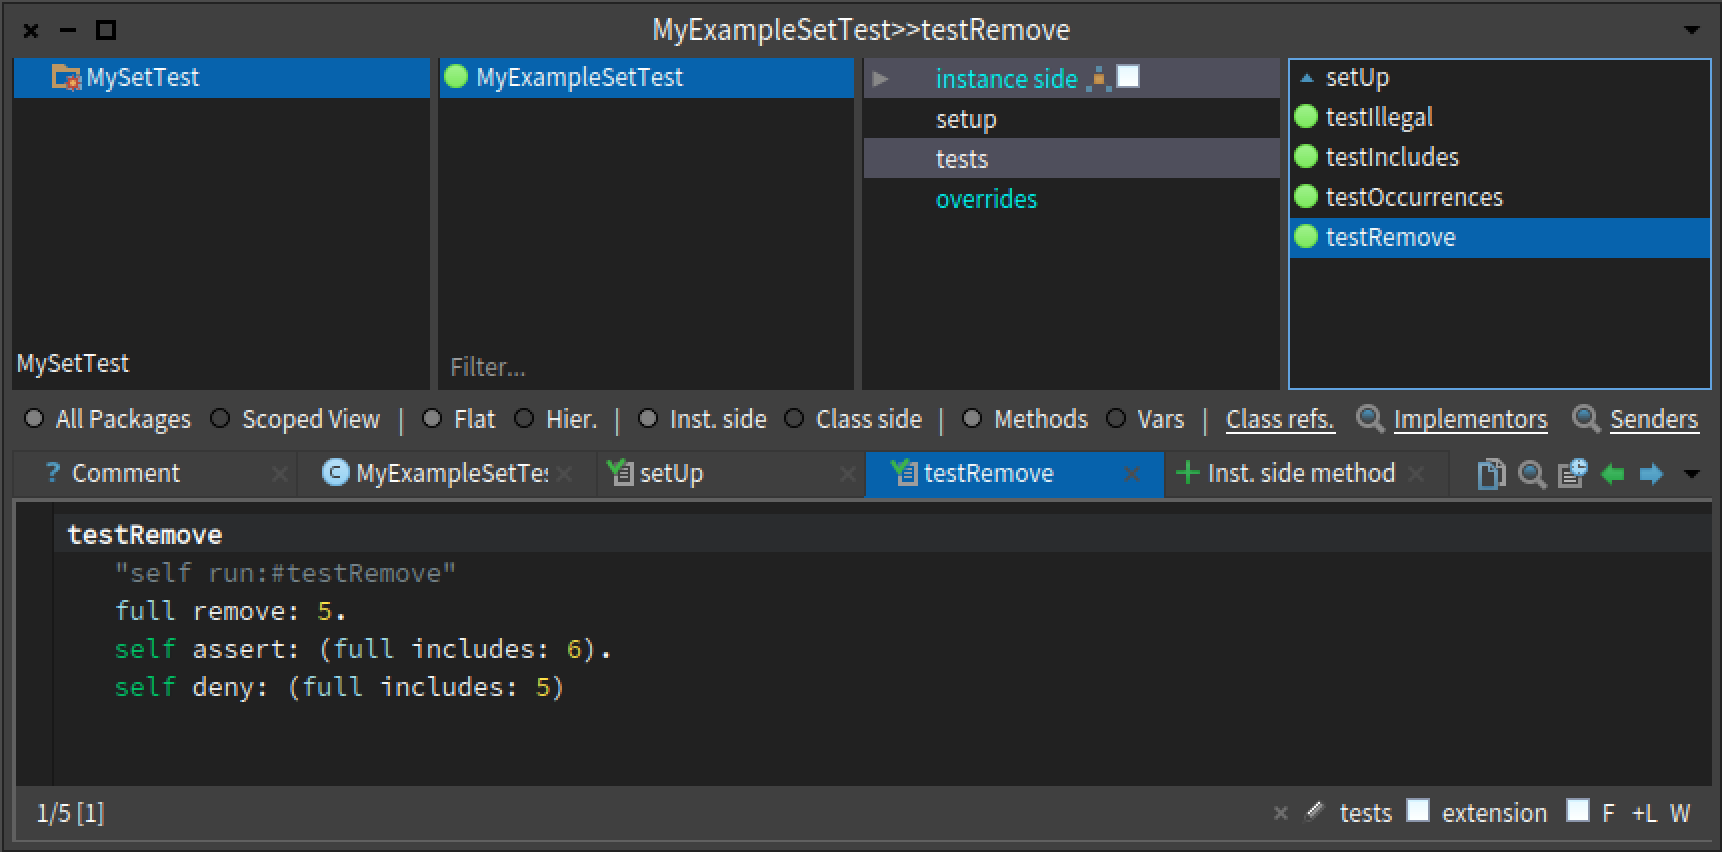 MyExampleSetTest>>testRemove
MySetTest
MySetTest
MyExampleSetTest
Filter...
instance side
setup
tests
overrides
setUp
testIllegal
testIncludes
testOccurrences
testRemove
All Packages Scoped View | Flat Hier. | Inst. side Class side | Methods Vars | Class refs. Implementors Senders
? Comment MyExampleSetTes setUp testRemove Inst. side method
testRemove
"self run:#testRemove"
full remove: 5.
self assert: (full includes: 6).
self deny: (full includes: 5)
1/5 [1] tests extension F +L W